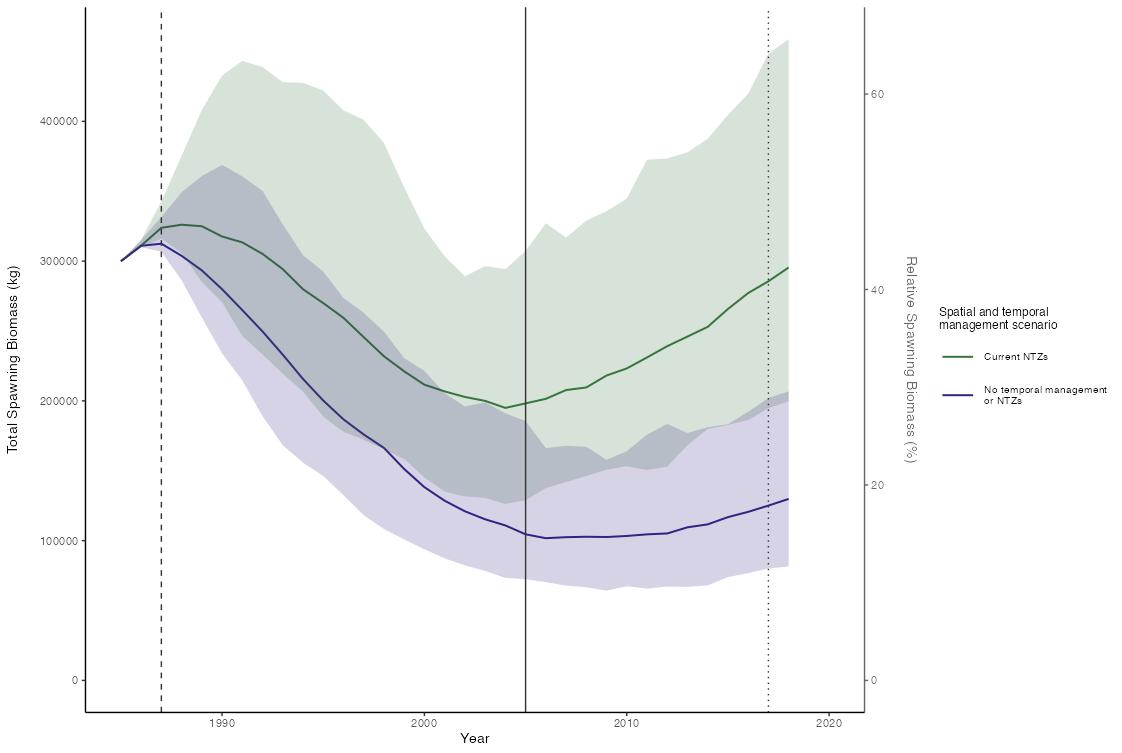 Total Spawning Biomass (kg)
400000
300000
200000
100000
0
1990
2000
2010
2020
Year
60
40
20
0
Relative Spawning Biomass (%)
Spatial and temporal
management scenario
Current NTZs
No temporal management
or NTZs